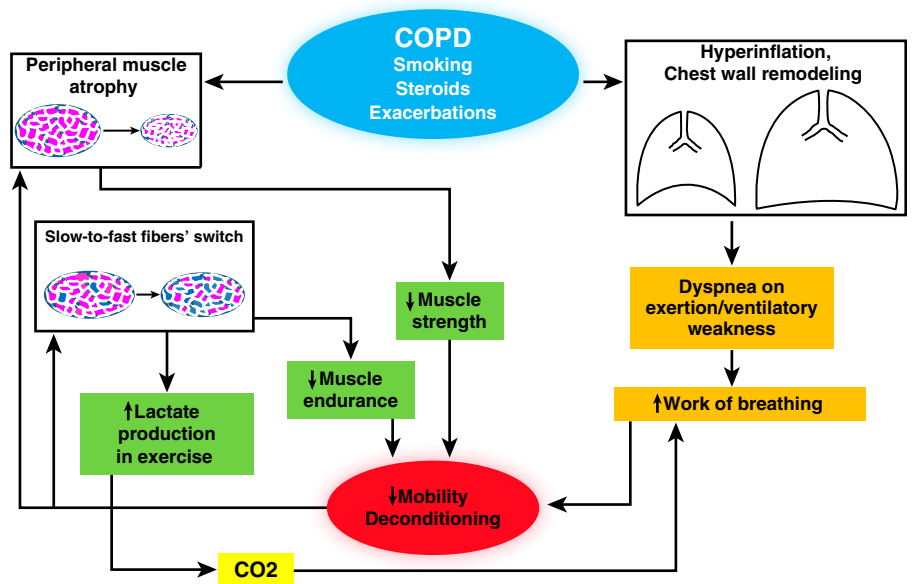 COPD
Smoking
Steroids
Exacerbations
Peripheral muscle
atrophy
Hyperinflation,
Chest wall remodeling
Slow-to-fast fibers’ switch
↓Muscle
strength
Dyspnea on
exertion/ventilatory
weakness
↓Muscle
endurance
↑Work of breathing
↑Lactate
production
in exercise
↓Mobility
Deconditioning
CO2